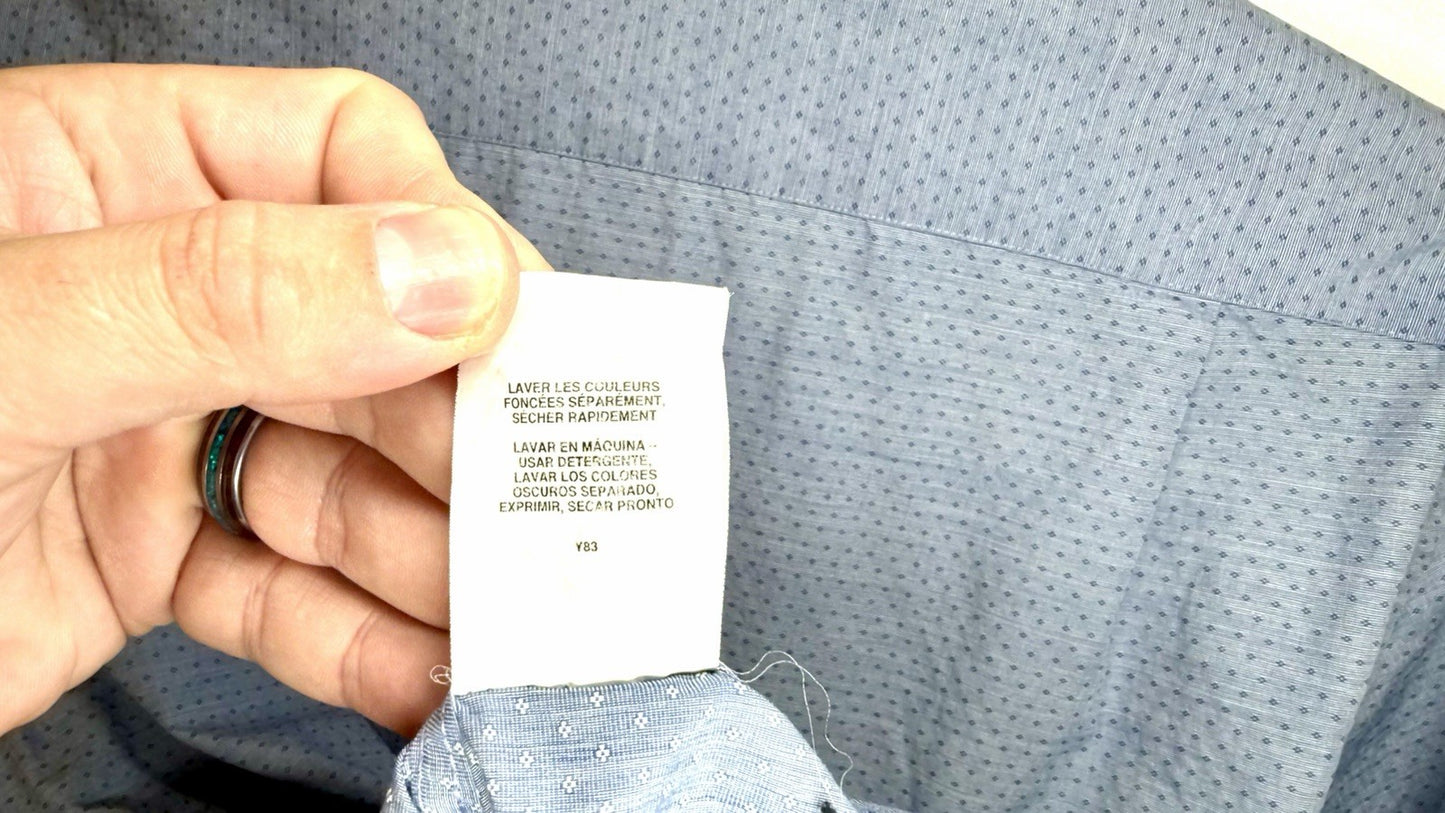 LAVER LES COULEURS
FONCÉES SÉPARÉMENT,
SÉCHER RAPIDEMENT
LAVAR EN MÁQUINA -
USAR DETERGENTE,
LAVAR LOS COLORES
OSCUROS SEPARADO,
EXPRIMIR, SECAR PRONTO
Y83